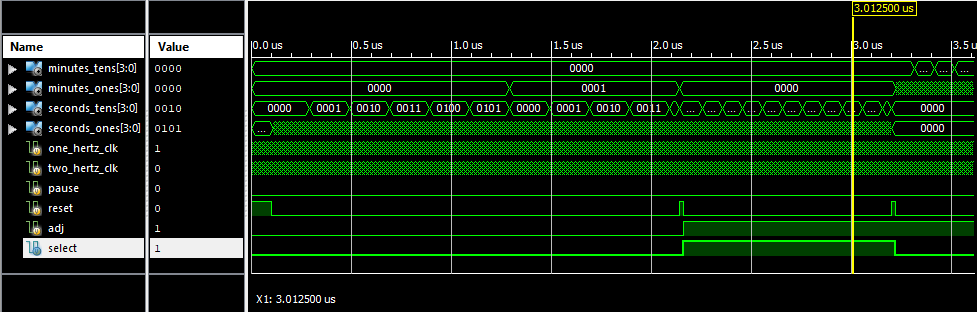 3.012500 us
Name Value
0.0 us 0.5 us 1.0 us 1.5 us 2.0 us 3.0 us 3.5
minutes_tens[3:0] 0000 0000 ... ... ...
minutes_ones[3:0] 0000 0000 0001 0000
seconds_tens[3:0] 0010 0000 0001 0010 0011 0100 0101 0000 0001 0010 0011 ... ... ... ... ... ... ... ... ... ... 0000
seconds_ones[3:0] 0101 ... 0000
one_hertz_clk 1
two_hertz_clk 0
pause 0
reset 0
adj 1
select 1
X1: 3.012500 us